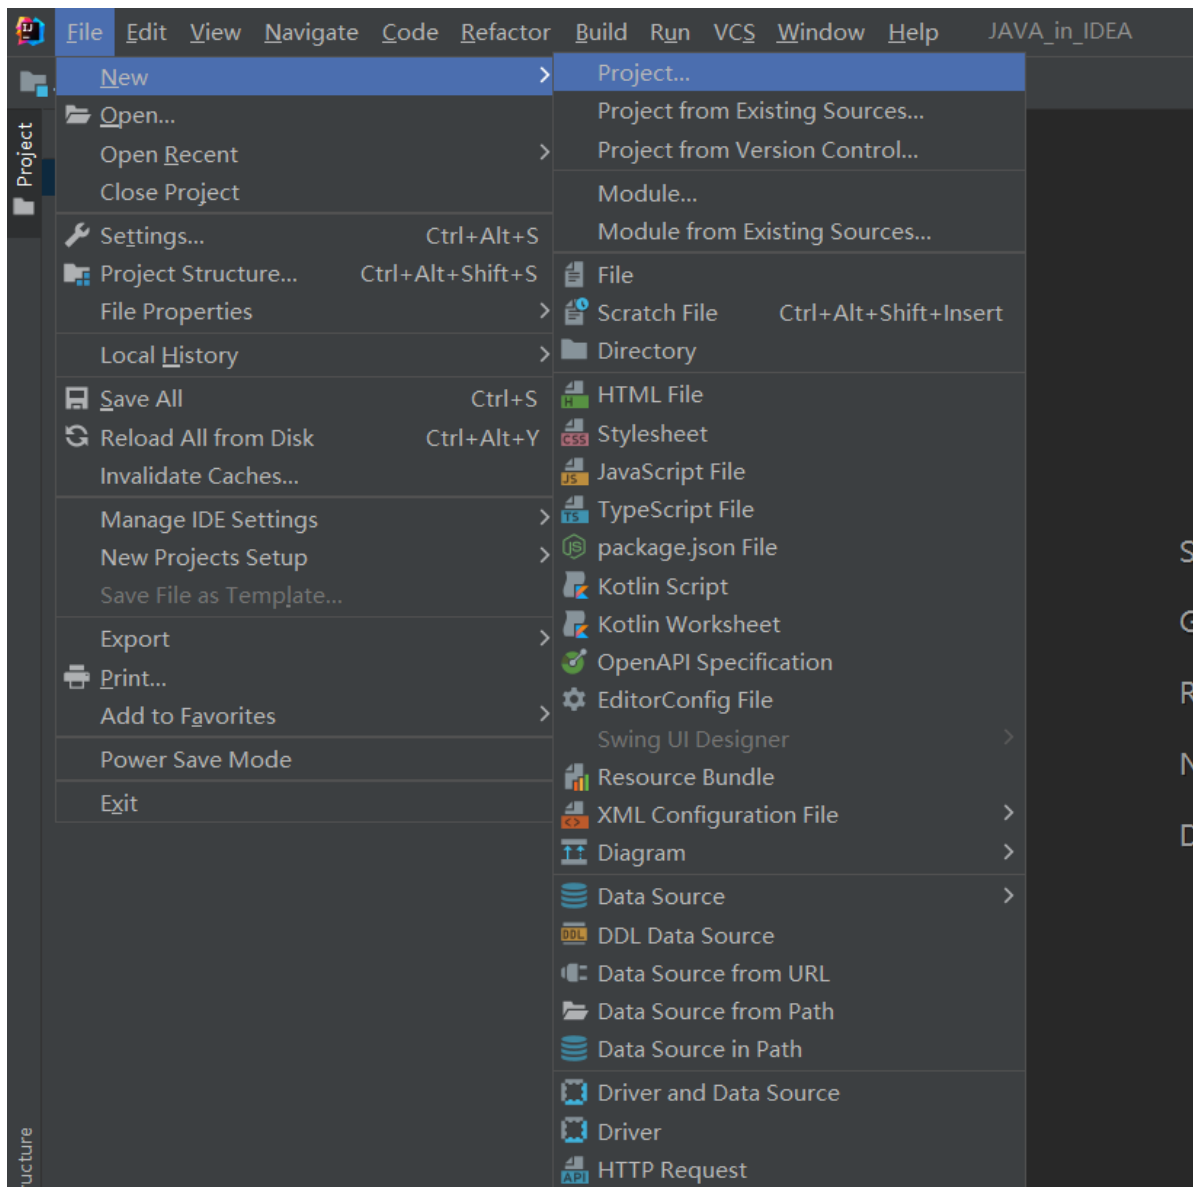 File Edit View Navigate Code Refactor Build Run VCS Window Help JAVA_in_IDEA
Project
New
Open...
Open Recent
Close Project
Settings... Ctrl+Alt+S
Project Structure... Ctrl+Alt+Shift+S
File Properties
Local History
Save All Ctrl+S
Reload All from Disk Ctrl+Alt+Y
Invalidate Caches...
Manage IDE Settings
New Projects Setup
Save File as Template...
Export
Print...
Add to Favorites
Power Save Mode
Exit
Project...
Project from Existing Sources...
Project from Version Control...
Module...
Module from Existing Sources...
File
Scratch File Ctrl+Alt+Shift+Insert
Directory
HTML File
Stylesheet
JavaScript File
TypeScript File
package.json File
Kotlin Script
Kotlin Worksheet
OpenAPI Specification
EditorConfig File
Swing UI Designer
Resource Bundle
XML Configuration File
Diagram
Data Source
DDL Data Source
Data Source from URL
Data Source from Path
Data Source in Path
Driver and Data Source
Driver
HTTP Request